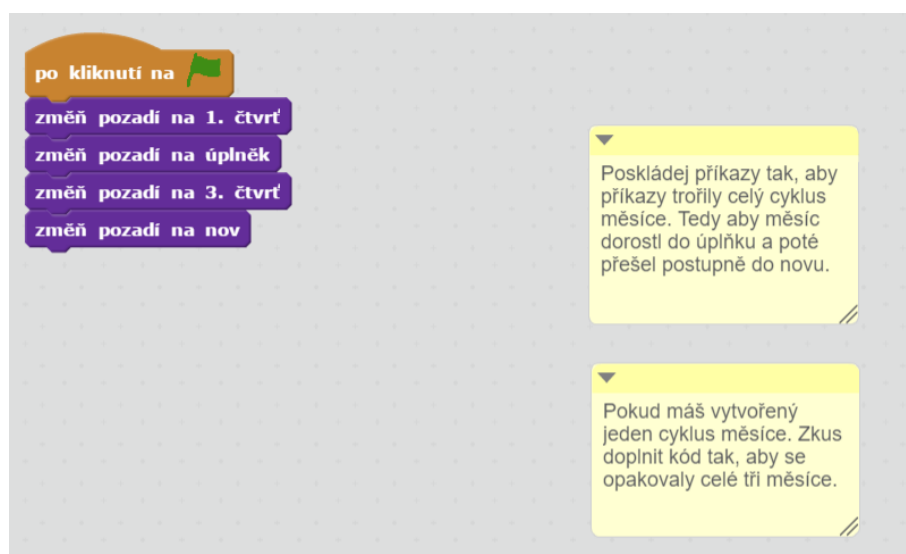 po kliknutí na
změň pozadí na 1. čtvrť
změň pozadí na úplněk
změň pozadí na 3. čtvrť
změň pozadí na nov
Poskládej příkazy tak, aby
příkazy trořily celý cyklus
měsíce. Tedy aby měsíc
dorostl do úplňku a poté
přešel postupně do novu.
Pokud máš vytvořený
jeden cyklus měsíce. Zkus
doplnit kód tak, aby se
opakovaly celé tři měsíce.